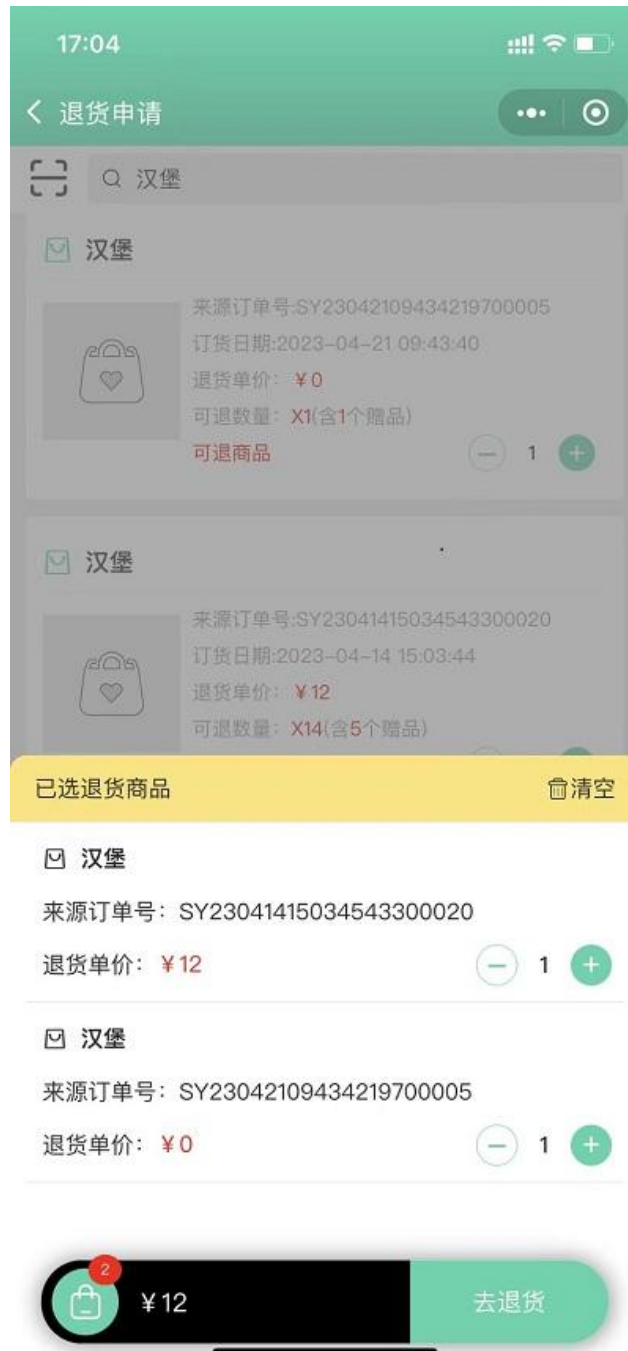 17:04
退货申请
汉堡
汉堡
来源订单号:SY23042109434219700005
订货日期:2023-04-21 09:43:40
退货单价：¥0
可退数量：X1(含1个赠品)
可退商品 1
汉堡
来源订单号:SY23041415034543300020
订货日期:2023-04-14 15:03:44
退货单价：¥12
可退数量：X14(含5个赠品)
已选退货商品 清空
汉堡
来源订单号：SY23041415034543300020
退货单价：¥12 1
汉堡
来源订单号：SY23042109434219700005
退货单价：¥0 1
2
¥12 去退货